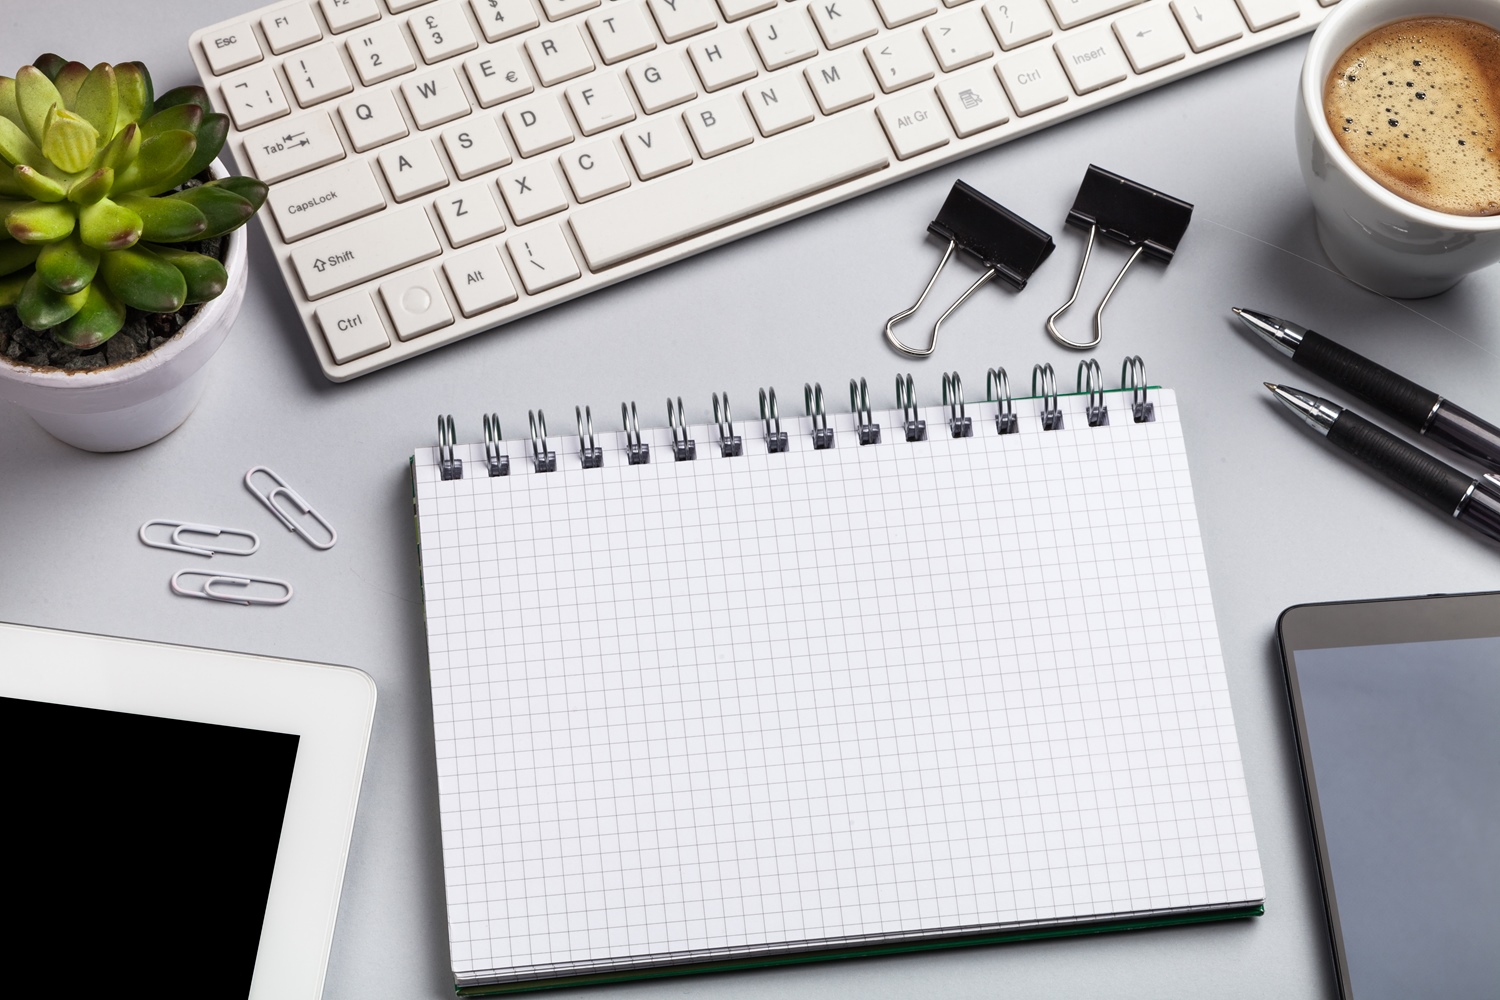 Esc F1 F2
! 1 " 2 £ 3 $ 4
Tab Q W E € R T Y
CapsLock A S D F G H J K
Shift Z X C V B N M < , > . ? /
Ctrl Alt \ Alt Gr Ctrl Insert ← ↓